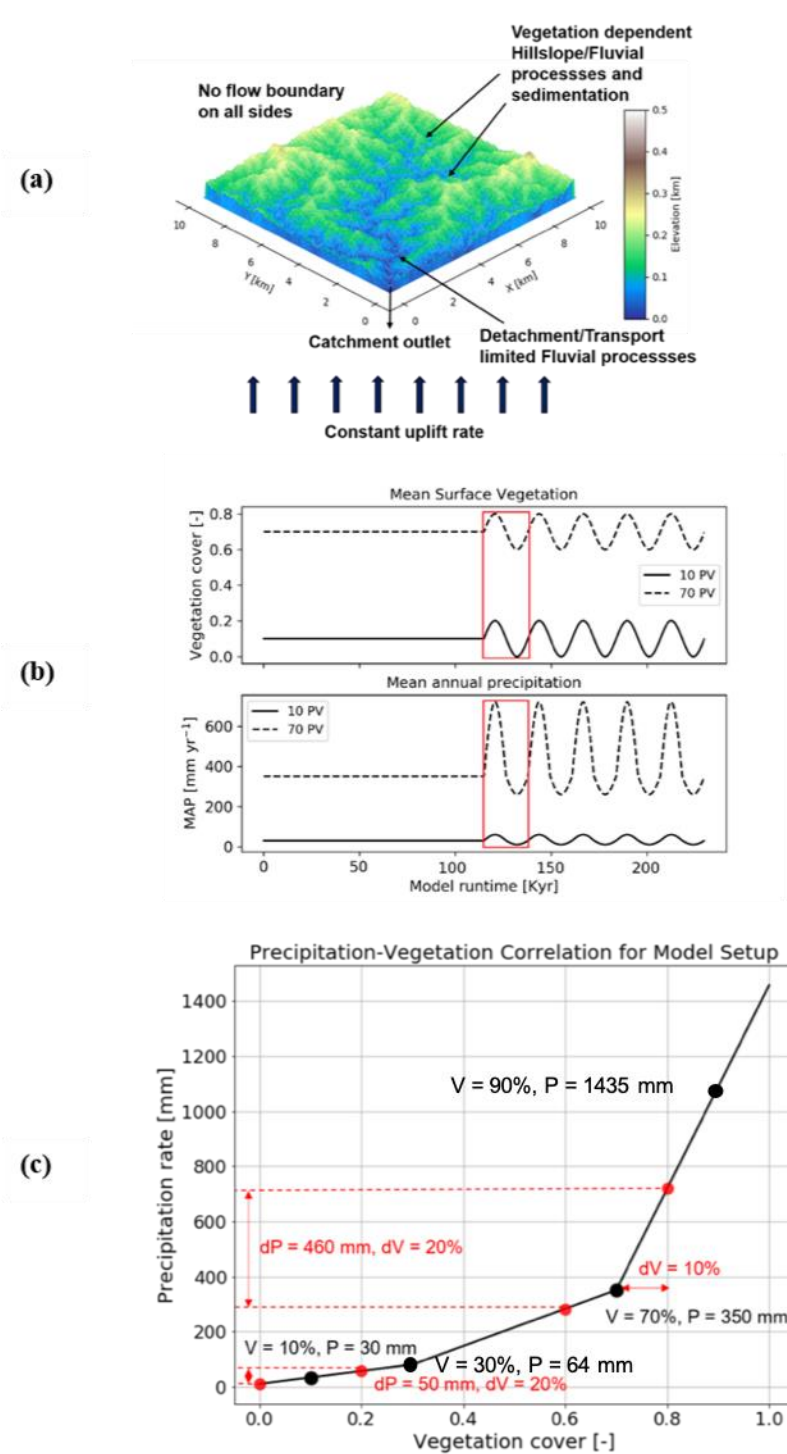 (a)
No flow boundary
on all sides
Vegetation dependent
Hillslope/Fluvial
processses and
sedimentation
0.5
0.4
0.3
0.2
0.1
0.0
Elevation [km]
10
8
6
4
2
0
Y [km]
0
2
4
6
8
10
X [km]
Catchment outlet
Detachment/Transport
limited Fluvial processses
Constant uplift rate
(b)
Mean Surface Vegetation
Vegetation cover [-]
0.8
0.6
0.4
0.2
0.0
10 PV
70 PV
Mean annual precipitation
MAP [mm yr⁻¹]
600
400
200
0
10 PV
70 PV
0
50
100
150
200
Model runtime [Kyr]
(c)
Precipitation-Vegetation Correlation for Model Setup
Precipitation rate [mm]
1400
1200
1000
800
600
400
200
0
V = 90%, P = 1435 mm
dP = 460 mm, dV = 20%
dV = 10%
V = 70%, P = 350 mm
V = 10%, P = 30 mm
V = 30%, P = 64 mm
dP = 50 mm, dV = 20%
0.0
0.2
0.4
0.6
0.8
1.0
Vegetation cover [-]